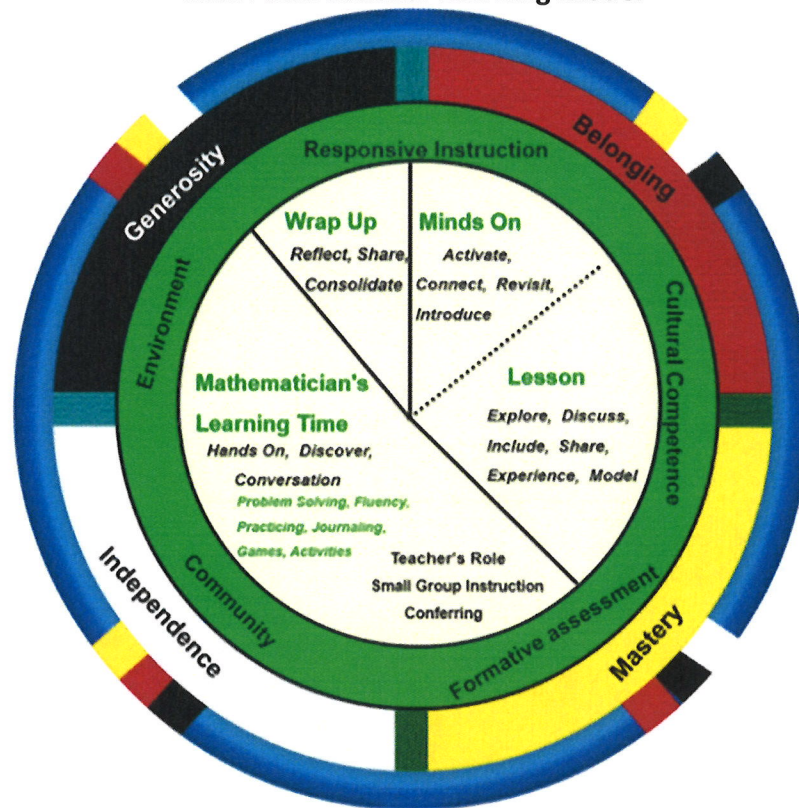 Generosity
Belonging
Responsive Instruction
Environment
Cultural Competence
Wrap Up
Reflect, Share,
Consolidate
Minds On
Activate,
Connect, Revisit,
Introduce
Lesson
Explore, Discuss,
Include, Share,
Experience, Model
Mathematician's
Learning Time
Hands On, Discover,
Conversation
Problem Solving, Fluency,
Practicing, Journaling,
Games, Activities
Teacher's Role
Small Group Instruction
Conferring
Community
Formative assessment
Independence
Mastery